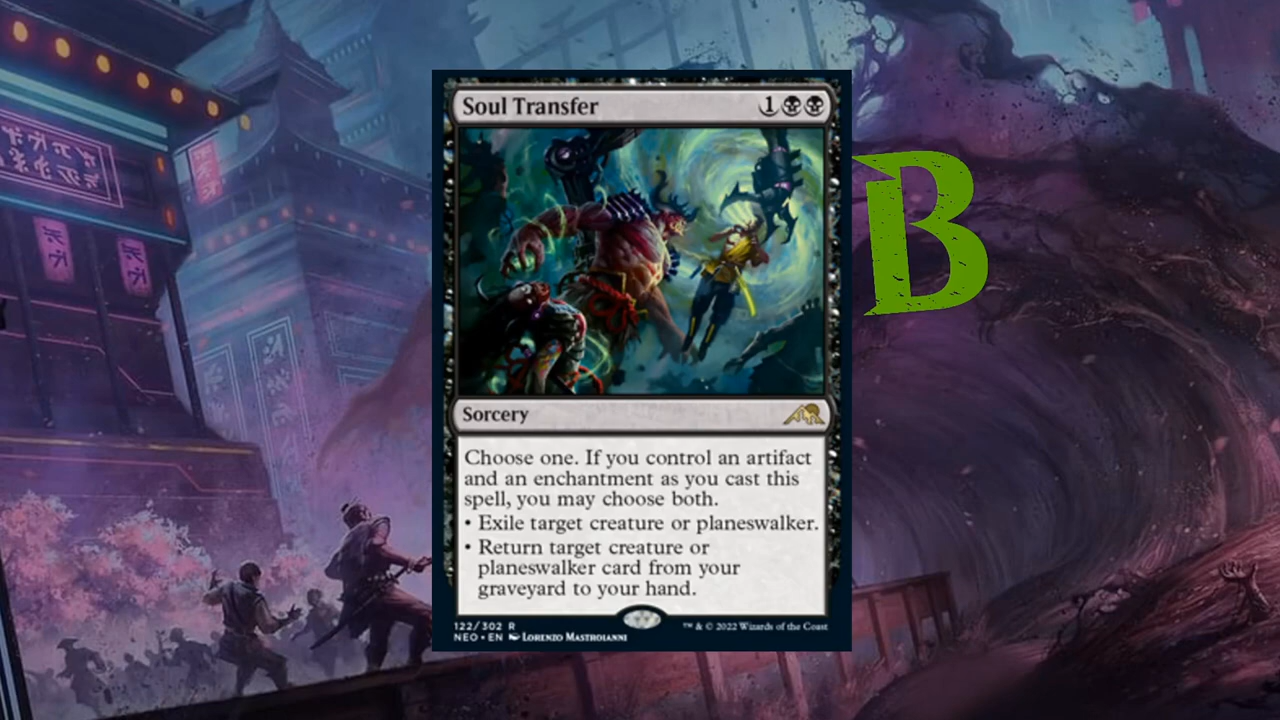 Soul Transfer
1
B
Sorcery
Choose one. If you control an artifact
and an enchantment as you cast this
spell, you may choose both.
• Exile target creature or planeswalker.
• Return target creature or
planeswalker card from your
graveyard to your hand.
122/302 R
NEO • EN Lorenzo Mastroianni
™ & © 2022 Wizards of the Coast